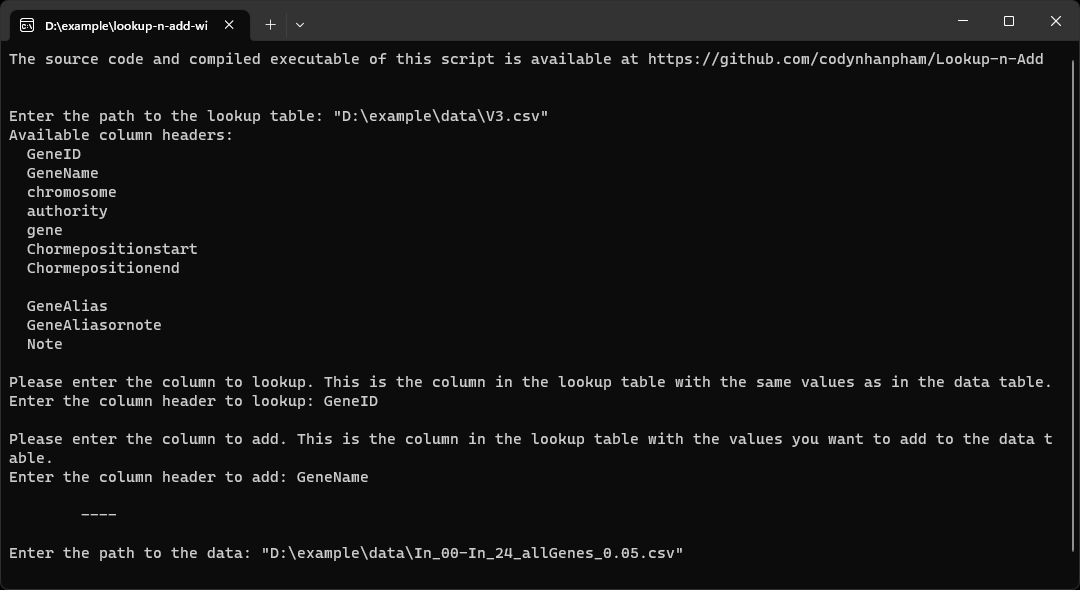 D:\example\lookup-n-add-wi
The source code and compiled executable of this script is available at https://github.com/codynhanpham/Lookup-n-Add
Enter the path to the lookup table: "D:\example\data\V3.csv"
Available column headers:
GeneID
GeneName
chromosome
authority
gene
Chormepositionstart
Chormepositionend
GeneAlias
GeneAliasornote
Note
Please enter the column to lookup. This is the column in the lookup table with the same values as in the data table.
Enter the column header to lookup: GeneID
Please enter the column to add. This is the column in the lookup table with the values you want to add to the data t
able.
Enter the column header to add: GeneName
----
Enter the path to the data: "D:\example\data\In_00-In_24_allGenes_0.05.csv"